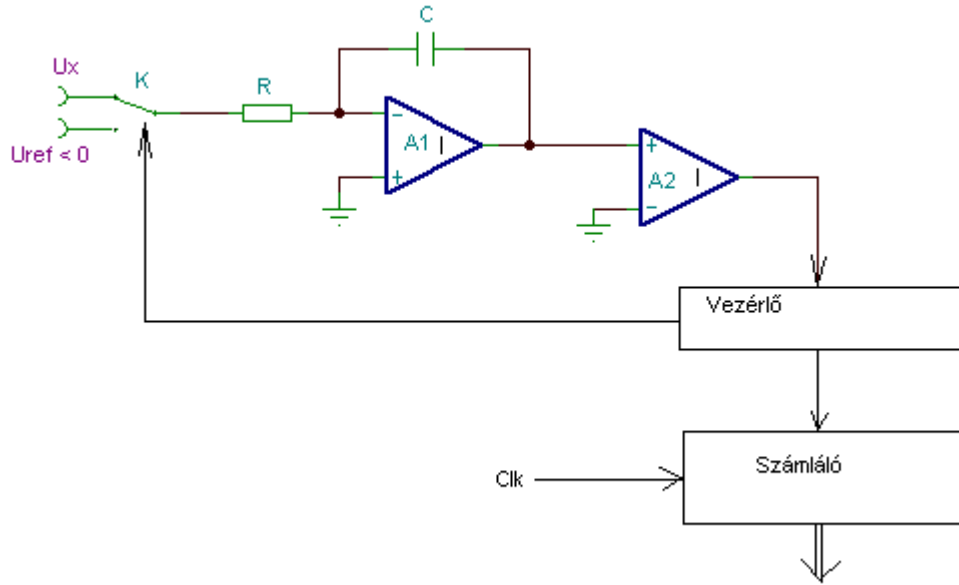 C
Ux
K
R
Uref < 0
-
A1
+
+
A2
-
Vezérlő
Számláló
Clk